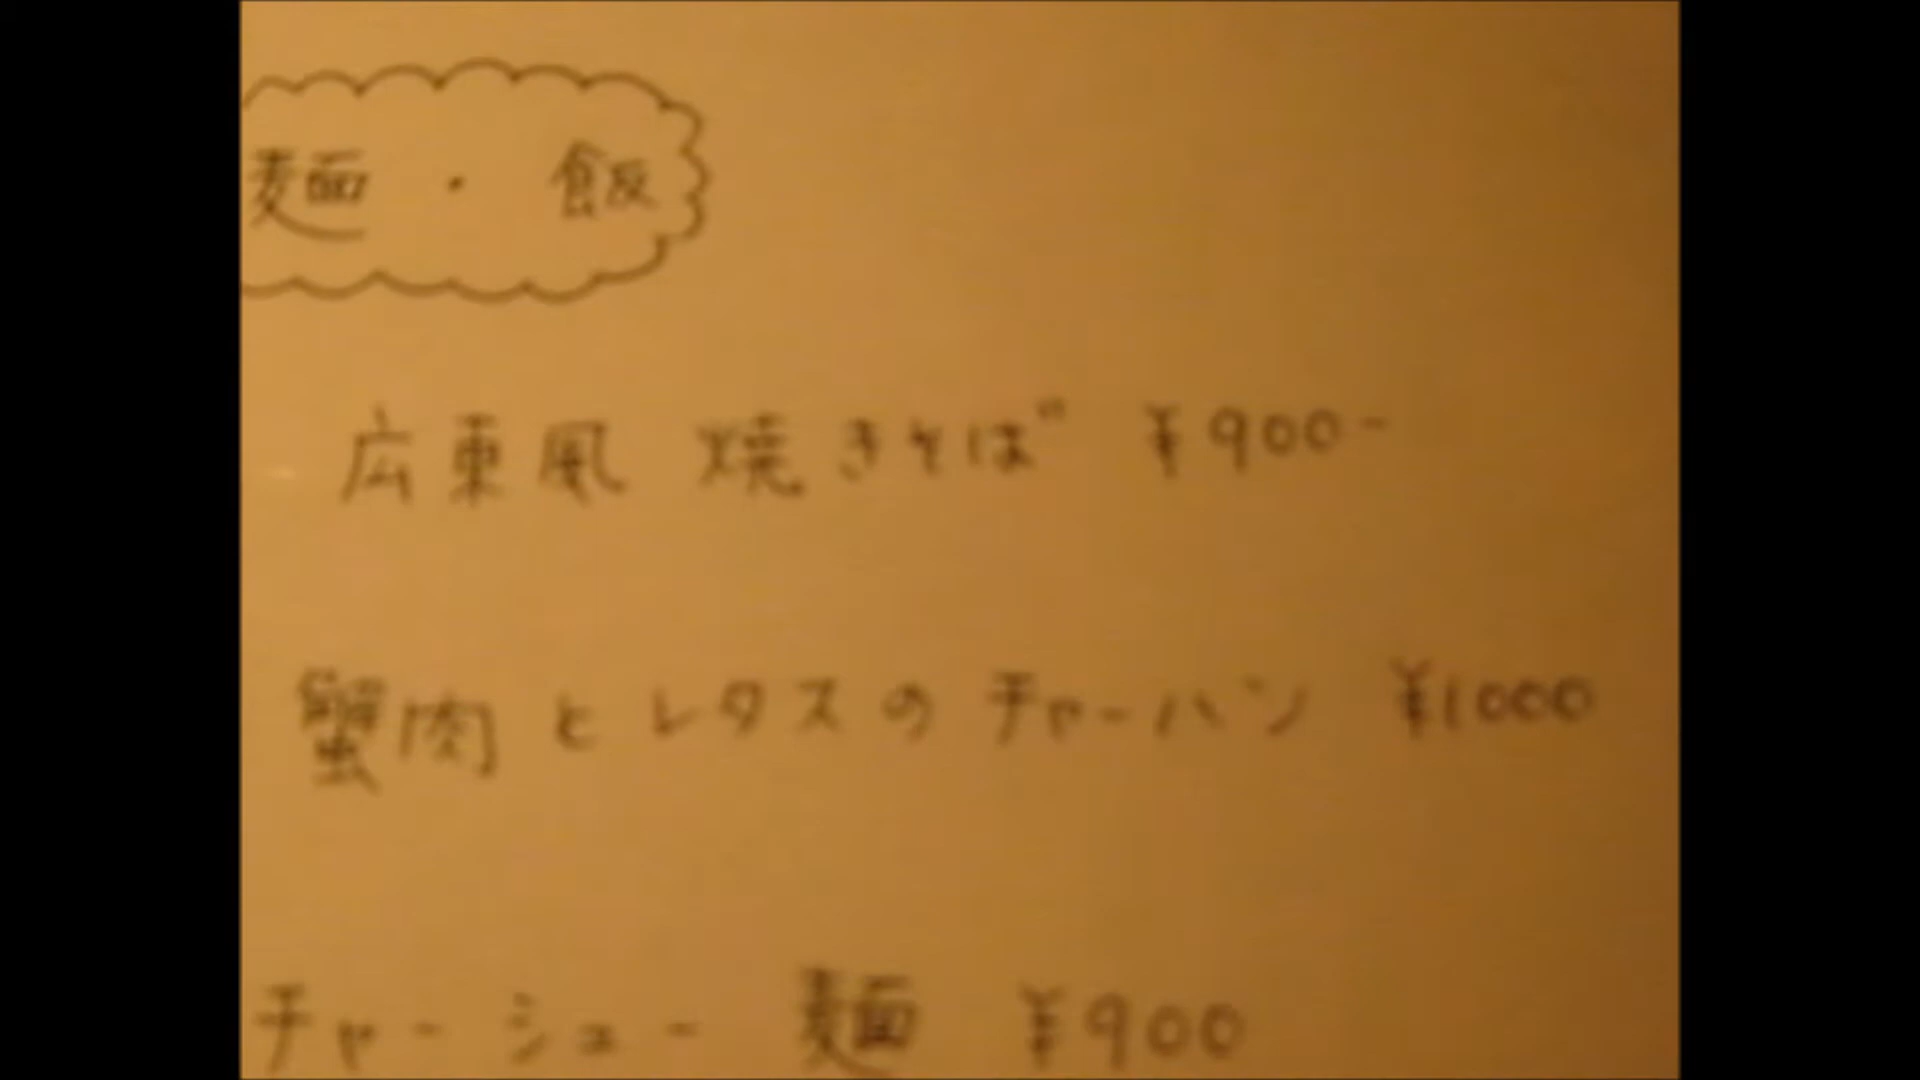 麺・飯
広東風 焼きそば ¥900-
蟹肉とレタスのチャーハン ¥1000
チャーシュー麺 ¥900